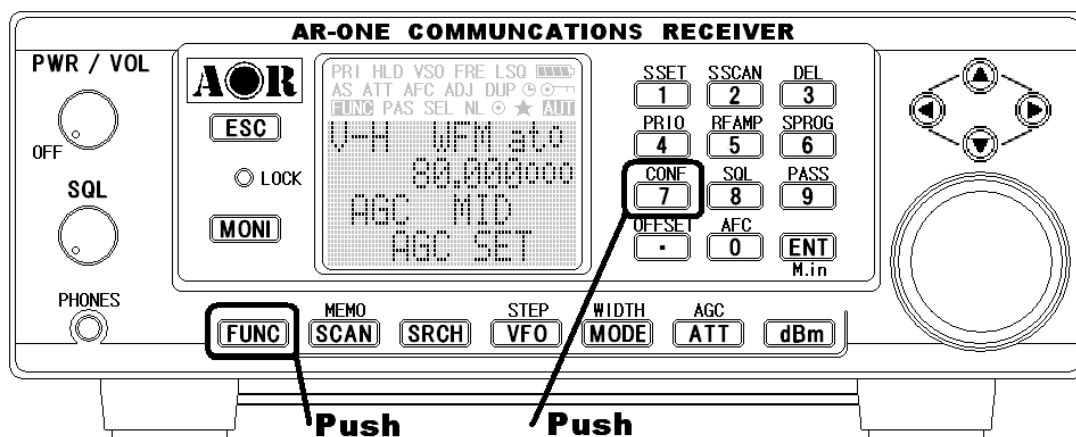 AR-ONE COMMUNCATIONS RECEIVER
PWR / VOL
OFF
SQL
PHONES
AOR
ESC
LOCK
MONI
PRI HLD VSO FRE LSQ
AS ATT AFC ADJ DUP
FUNC PAS SEL NL AUT
V-H WFM ato
80.000000
AGC MID
AGC SET
SSET SSCAN DEL
1 2 3
PRIO RFAMP SPROG
4 5 6
CONF SQL PASS
7 8 9
OFFSET AFC
. 0 ENT
M.in
MEMO STEP WIDTH AGC
FUNC SCAN SRCH VFO MODE ATT dBm
Push Push